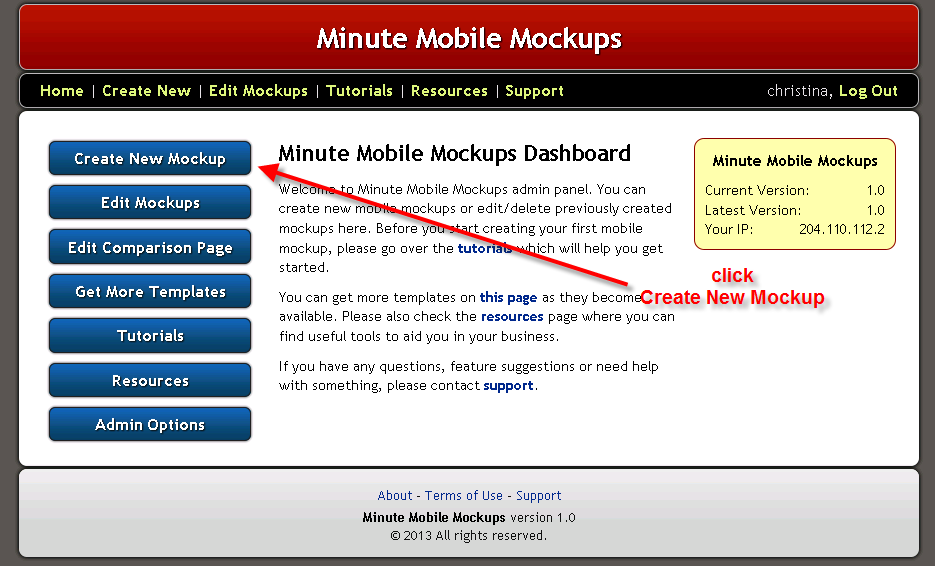 Minute Mobile Mockups
Home | Create New | Edit Mockups | Tutorials | Resources | Support
christina, Log Out
Create New Mockup
Edit Mockups
Edit Comparison Page
Get More Templates
Tutorials
Resources
Admin Options
Minute Mobile Mockups Dashboard
Welcome to Minute Mobile Mockups admin panel. You can
create new mobile mockups or edit/delete previously created
mockups here. Before you start creating your first mobile
mockup, please go over the tutorials which will help you get
started.
You can get more templates on this page as they become
available. Please also check the resources page where you can
find useful tools to aid you in your business.
If you have any questions, feature suggestions or need help
with something, please contact support.
Minute Mobile Mockups
Current Version: 1.0
Latest Version: 1.0
Your IP: 204.110.112.2
click
Create New Mockup
About - Terms of Use - Support
Minute Mobile Mockups version 1.0
© 2013 All rights reserved.